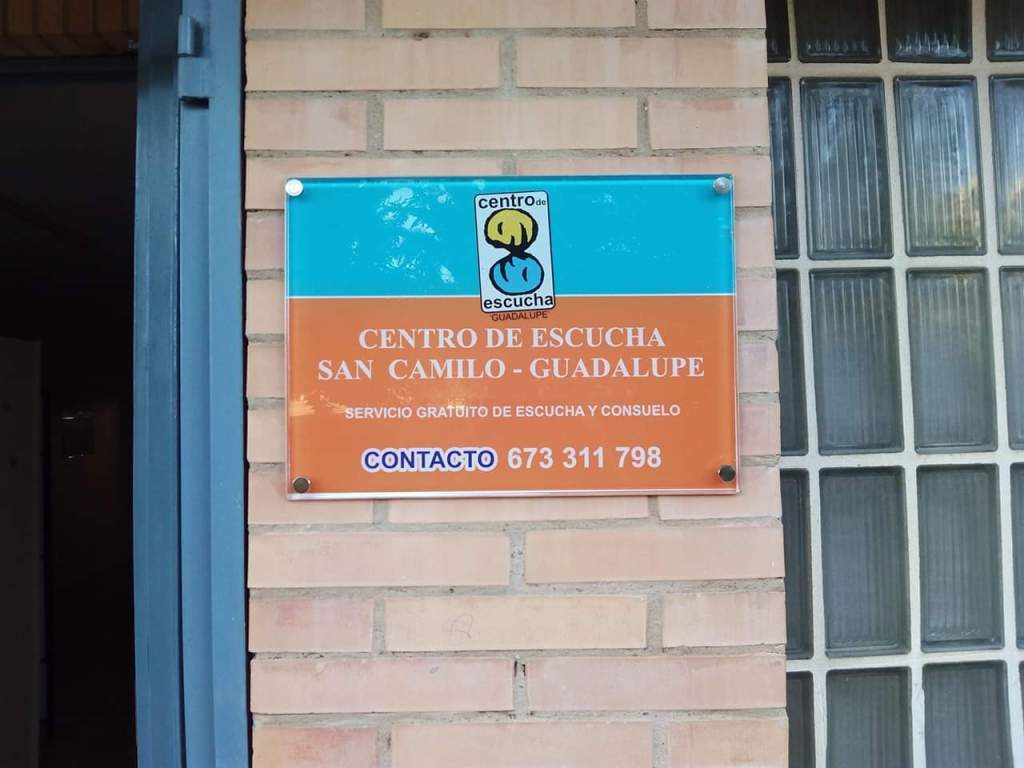 centro de
escucha
GUADALUPE
CENTRO DE ESCUCHA
SAN CAMILO - GUADALUPE
SERVICIO GRATUITO DE ESCUCHA Y CONSUELO
CONTACTO 673 311 798